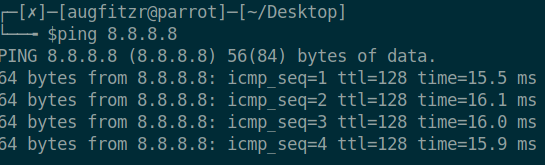 ┌─[✗]─[augfitzr@parrot]─[~/Desktop]
└──╼ $ping 8.8.8.8
PING 8.8.8.8 (8.8.8.8) 56(84) bytes of data.
64 bytes from 8.8.8.8: icmp_seq=1 ttl=128 time=15.5 ms
64 bytes from 8.8.8.8: icmp_seq=2 ttl=128 time=16.1 ms
64 bytes from 8.8.8.8: icmp_seq=3 ttl=128 time=16.0 ms
64 bytes from 8.8.8.8: icmp_seq=4 ttl=128 time=15.9 ms